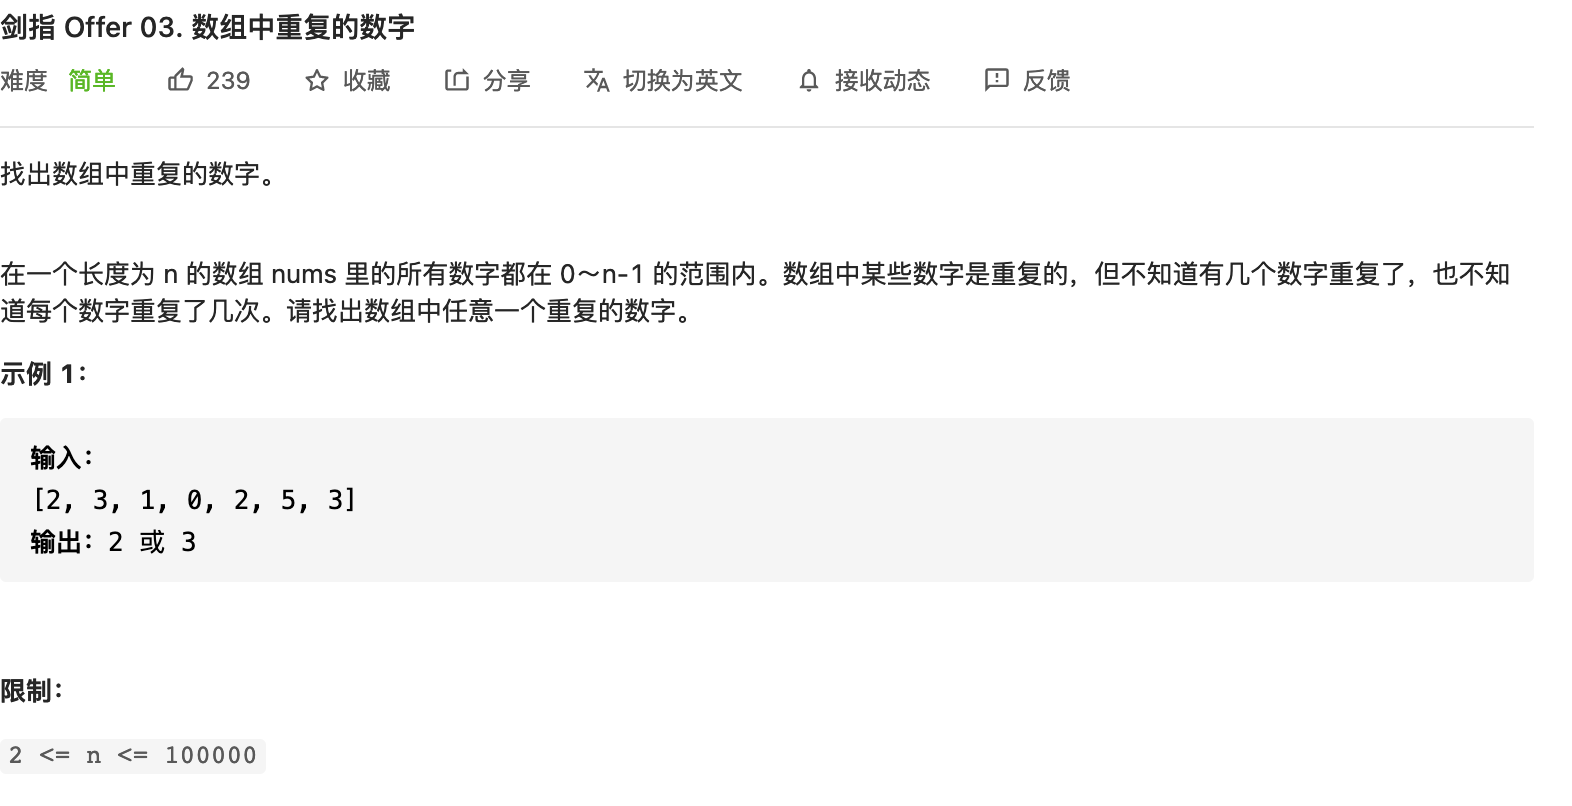 剑指 Offer 03. 数组中重复的数字
难度 简单 239 收藏 分享 切换为英文 接收动态 反馈
找出数组中重复的数字。
在一个长度为 n 的数组 nums 里的所有数字都在 0～n-1 的范围内。数组中某些数字是重复的，但不知道有几个数字重复了，也不知
道每个数字重复了几次。请找出数组中任意一个重复的数字。
示例 1：
输入：
[2, 3, 1, 0, 2, 5, 3]
输出：2 或 3
限制：
2 <= n <= 100000